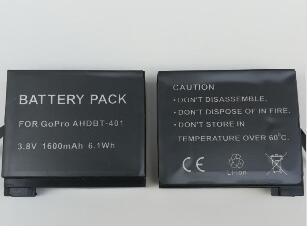 BATTERY PACK
FOR GoPro AHDBT-401
3.8V 1600mAh 6.1Wh
CAUTION
• DON'T DISASSEMBLE.
• DON'T DISPOSE OF IN FIRE.
• DON'T STORE IN
TEMPERATURE OVER 60°C.
CE
Li-ion